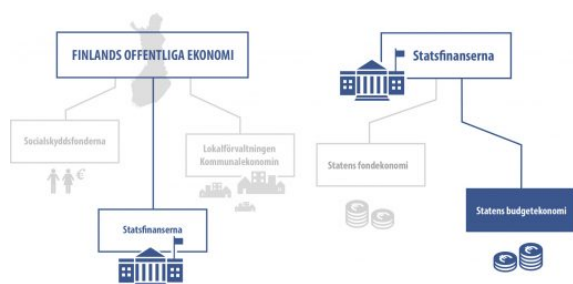 FINLANDS OFFENTLIGA EKONOMI
Socialskyddsfonderna
€
Lokalförvaltningen
Kommunalekonomin
Statsfinanserna
Statsfinanserna
Statens fondekonomi
Statens budgetekonomi